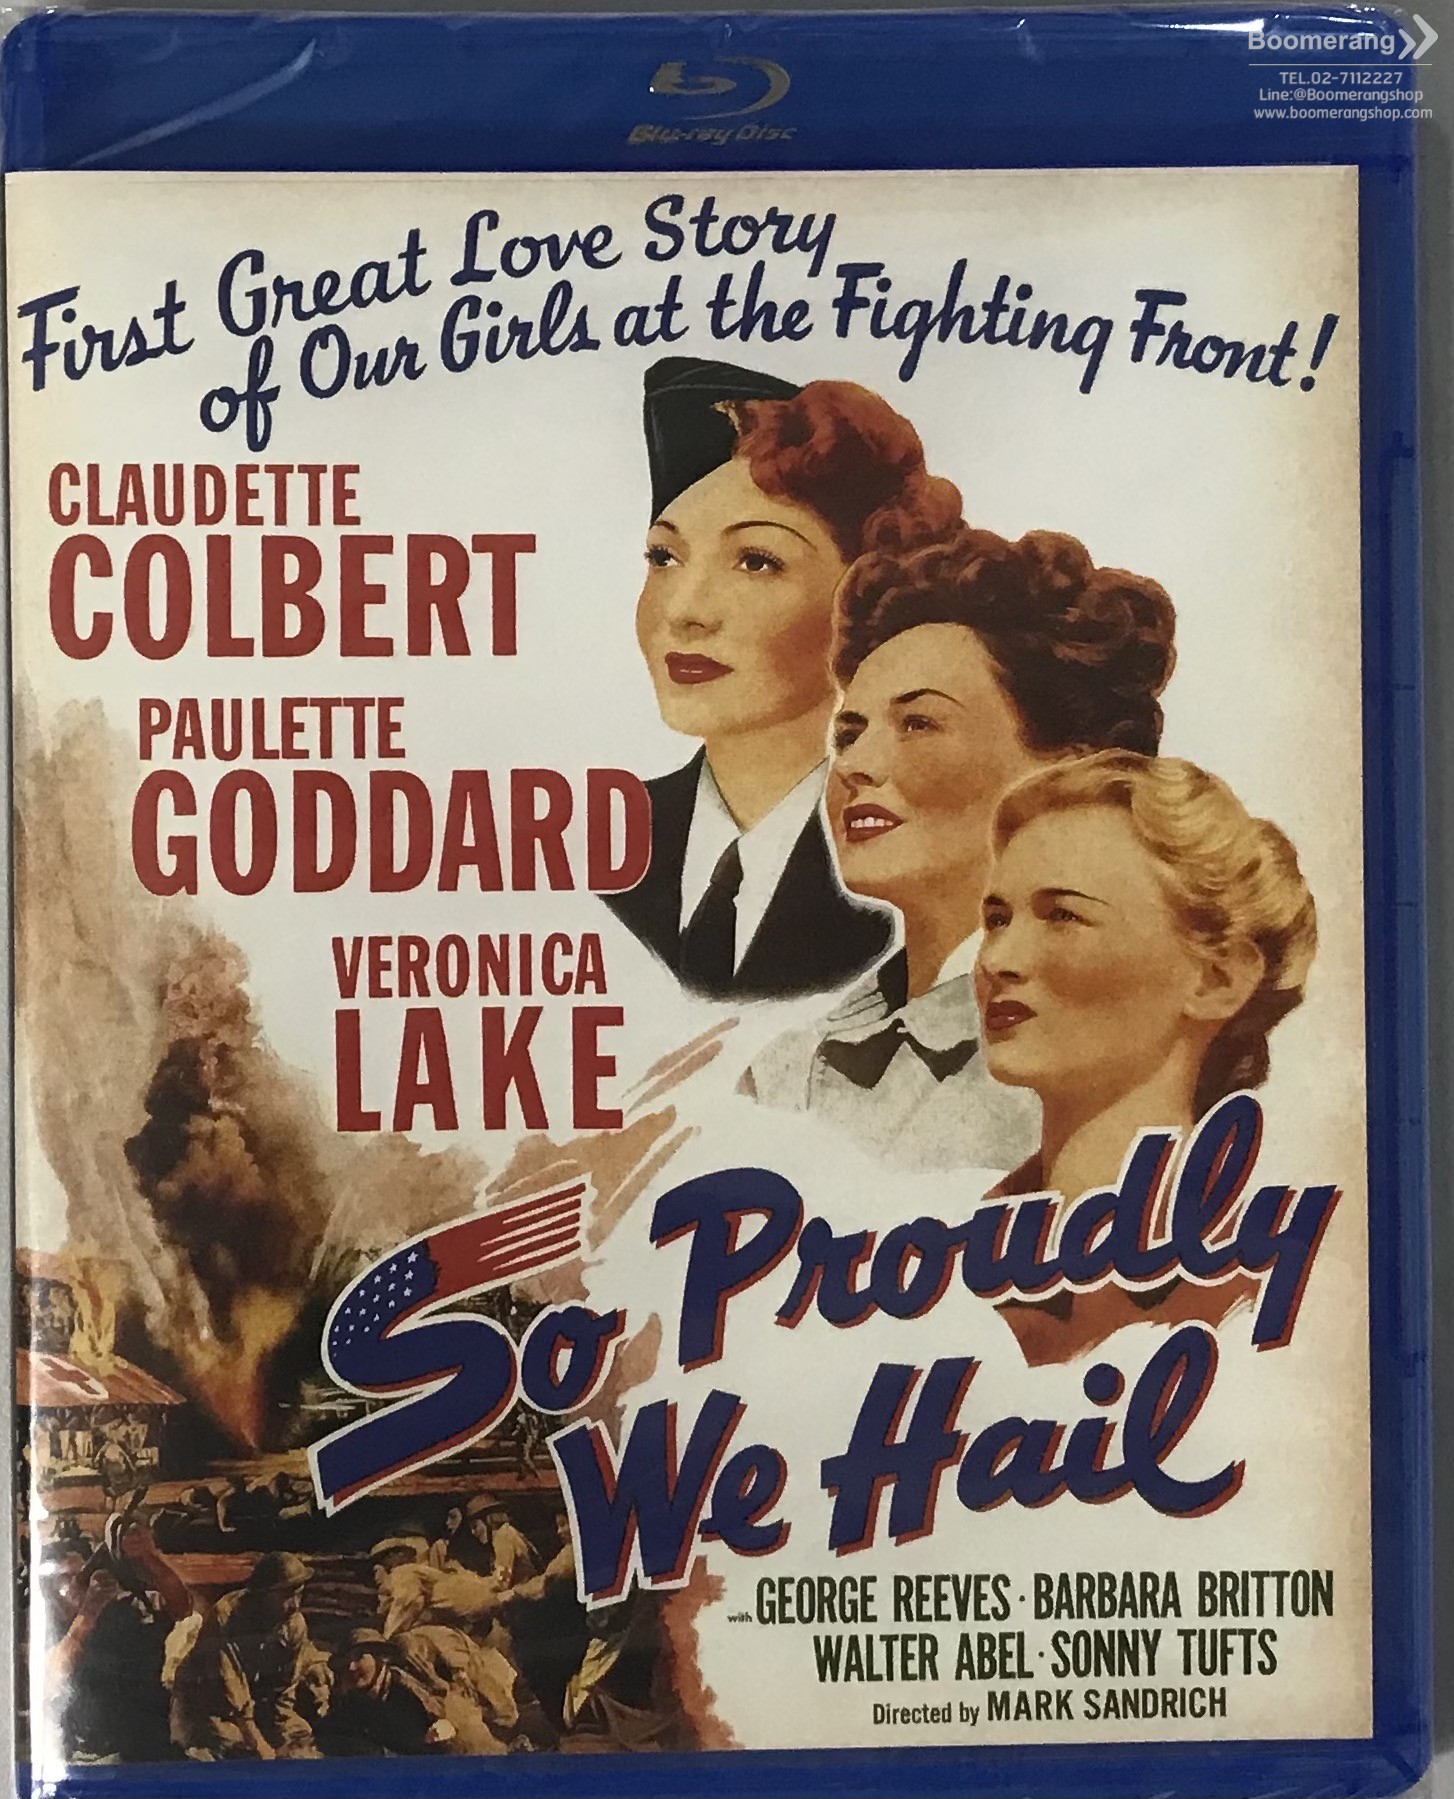 Boomerang
TEL.02-7112227
Line:@Boomerangshop
www.boomerangshop.com
Blu-ray Disc
First Great Love Story
of Our Girls at the Fighting Front!
CLAUDETTE
COLBERT
PAULETTE
GODDARD
VERONICA
LAKE
So Proudly
We Hail
with GEORGE REEVES · BARBARA BRITTON
WALTER ABEL · SONNY TUFTS
Directed by MARK SANDRICH